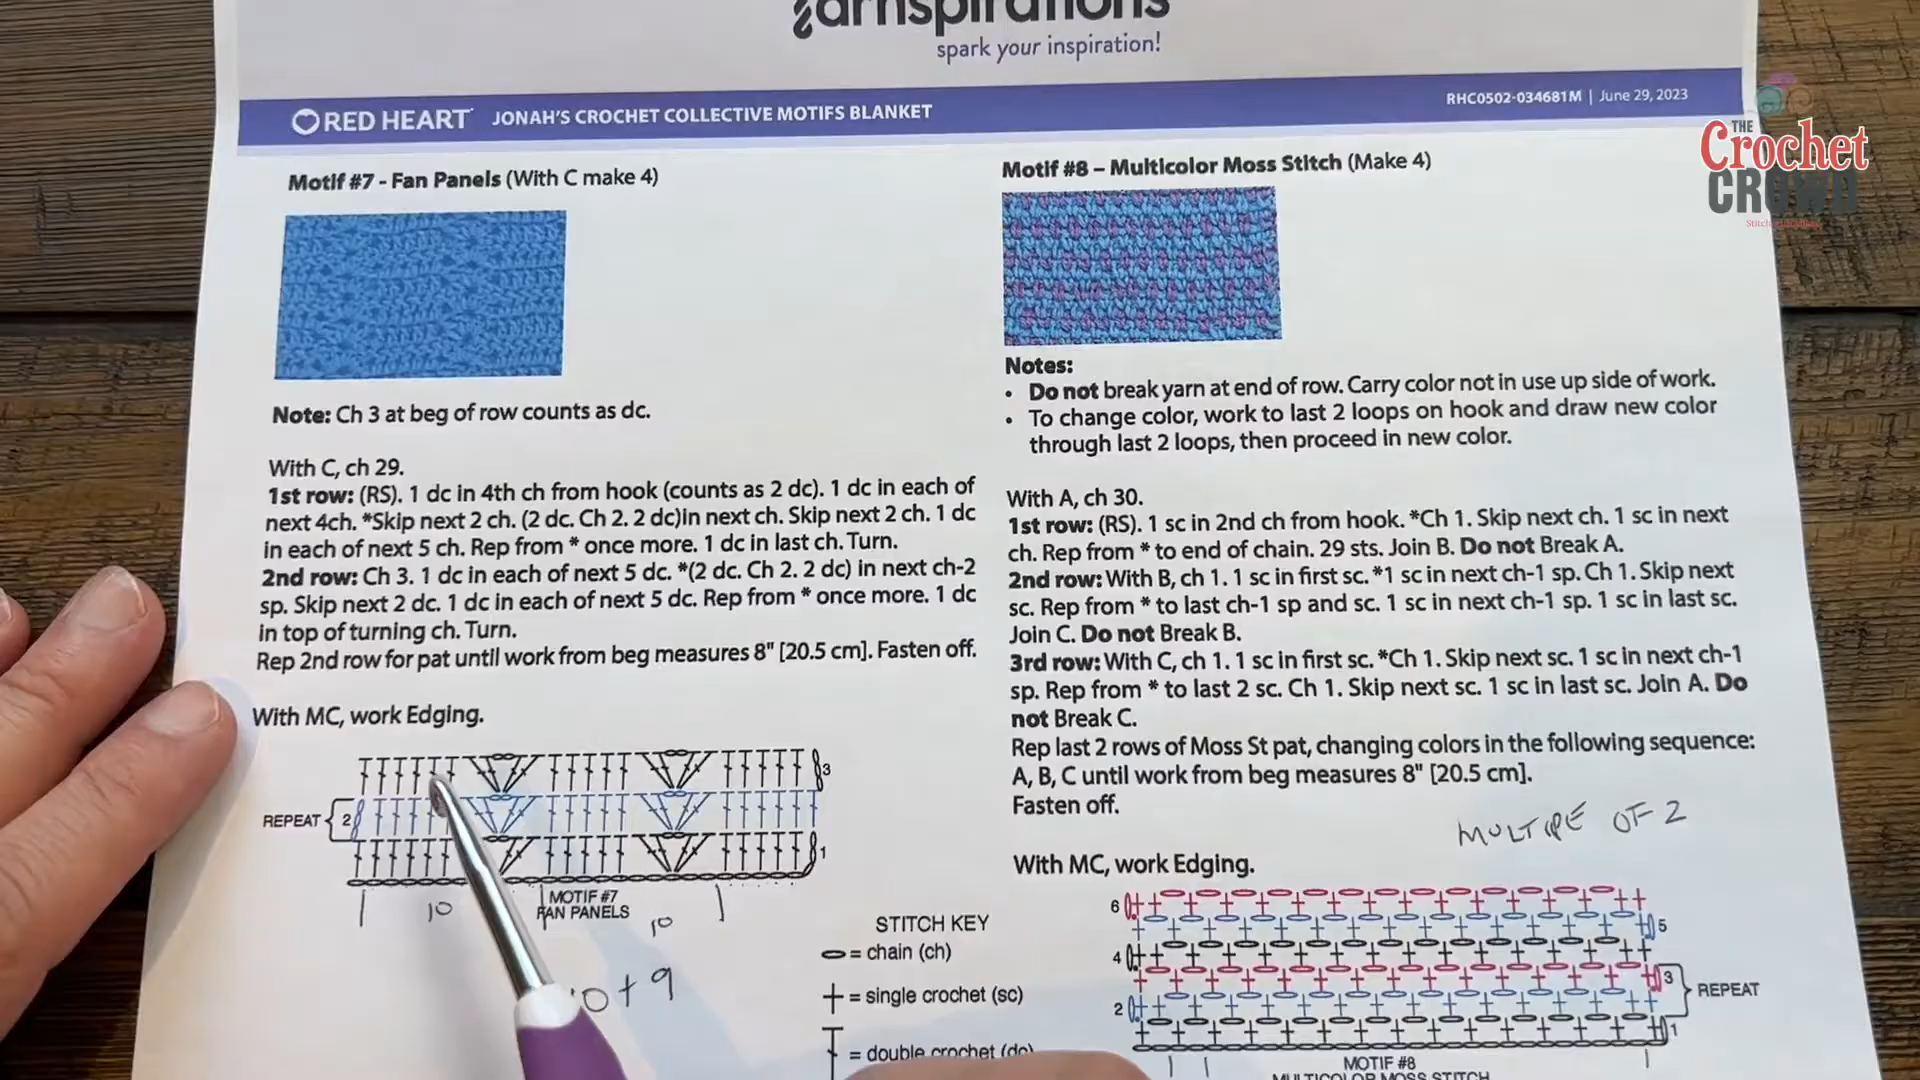 yarnspirations
spark your inspiration!
RED HEART JONAH'S CROCHET COLLECTIVE MOTIFS BLANKET
RHC0502-034681M | June 29, 2023
THE
Crochet
CROWD
Motif #7 - Fan Panels (With C make 4)
Note: Ch 3 at beg of row counts as dc.
With C, ch 29.
1st row: (RS). 1 dc in 4th ch from hook (counts as 2 dc). 1 dc in each of
next 4ch. *Skip next 2 ch. (2 dc. Ch 2. 2 dc)in next ch. Skip next 2 ch. 1 dc
in each of next 5 ch. Rep from * once more. 1 dc in last ch. Turn.
2nd row: Ch 3. 1 dc in each of next 5 dc. *(2 dc. Ch 2. 2 dc) in next ch-2
sp. Skip next 2 dc. 1 dc in each of next 5 dc. Rep from * once more. 1 dc
in top of turning ch. Turn.
Rep 2nd row for pat until work from beg measures 8" [20.5 cm]. Fasten off.
With MC, work Edging.
3
REPEAT
2
1
10
MOTIF #7
FAN PANELS
10
0+9
STITCH KEY
= chain (ch)
= single crochet (sc)
= double crochet (dc)
Motif #8 – Multicolor Moss Stitch (Make 4)
Notes:
• Do not break yarn at end of row. Carry color not in use up side of work.
• To change color, work to last 2 loops on hook and draw new color
through last 2 loops, then proceed in new color.
With A, ch 30.
1st row: (RS). 1 sc in 2nd ch from hook. *Ch 1. Skip next ch. 1 sc in next
ch. Rep from * to end of chain. 29 sts. Join B. Do not Break A.
2nd row: With B, ch 1. 1 sc in first sc. *1 sc in next ch-1 sp. Ch 1. Skip next
sc. Rep from * to last ch-1 sp and sc. 1 sc in next ch-1 sp. 1 sc in last sc.
Join C. Do not Break B.
3rd row: With C, ch 1. 1 sc in first sc. *Ch 1. Skip next sc. 1 sc in next ch-1
sp. Rep from * to last 2 sc. Ch 1. Skip next sc. 1 sc in last sc. Join A. Do
not Break C.
Rep last 2 rows of Moss St pat, changing colors in the following sequence:
A, B, C until work from beg measures 8" [20.5 cm].
Fasten off.
MULTIPLE OF 2
With MC, work Edging.
6
5
4
3
REPEAT
2
1
MOTIF #8
MULTICOLOR MOSS STITCH